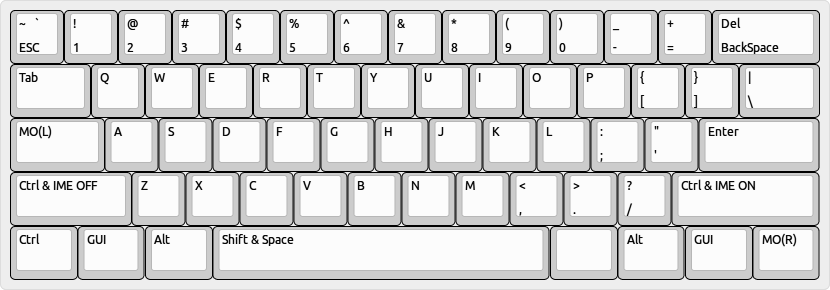 ~ ` ! @ # $ % ^ & * ( ) _ + Del
ESC 1 2 3 4 5 6 7 8 9 0 - = BackSpace
Tab Q W E R T Y U I O P { } |
[ ] \
MO(L) A S D F G H J K L : " Enter
; '
Ctrl & IME OFF Z X C V B N M < > ? Ctrl & IME ON
, . /
Ctrl GUI Alt Shift & Space Alt GUI MO(R)